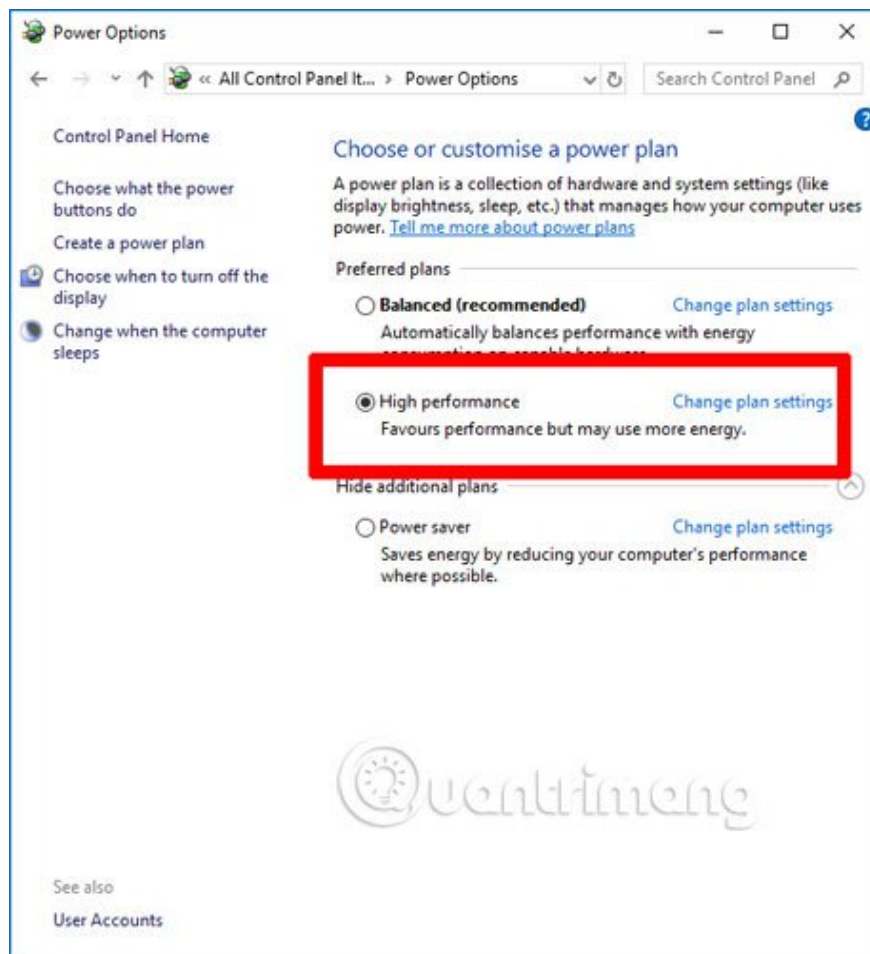 Power Options
« All Control Panel It... › Power Options
Search Control Panel
?
Control Panel Home
Choose what the power
buttons do
Create a power plan
Choose when to turn off the
display
Change when the computer
sleeps
Choose or customise a power plan
A power plan is a collection of hardware and system settings (like
display brightness, sleep, etc.) that manages how your computer uses
power. Tell me more about power plans
Preferred plans
Balanced (recommended) Change plan settings
Automatically balances performance with energy
consumption on capable hardware.
High performance Change plan settings
Favours performance but may use more energy.
Hide additional plans
Power saver Change plan settings
Saves energy by reducing your computer's performance
where possible.
Quantrimang
See also
User Accounts